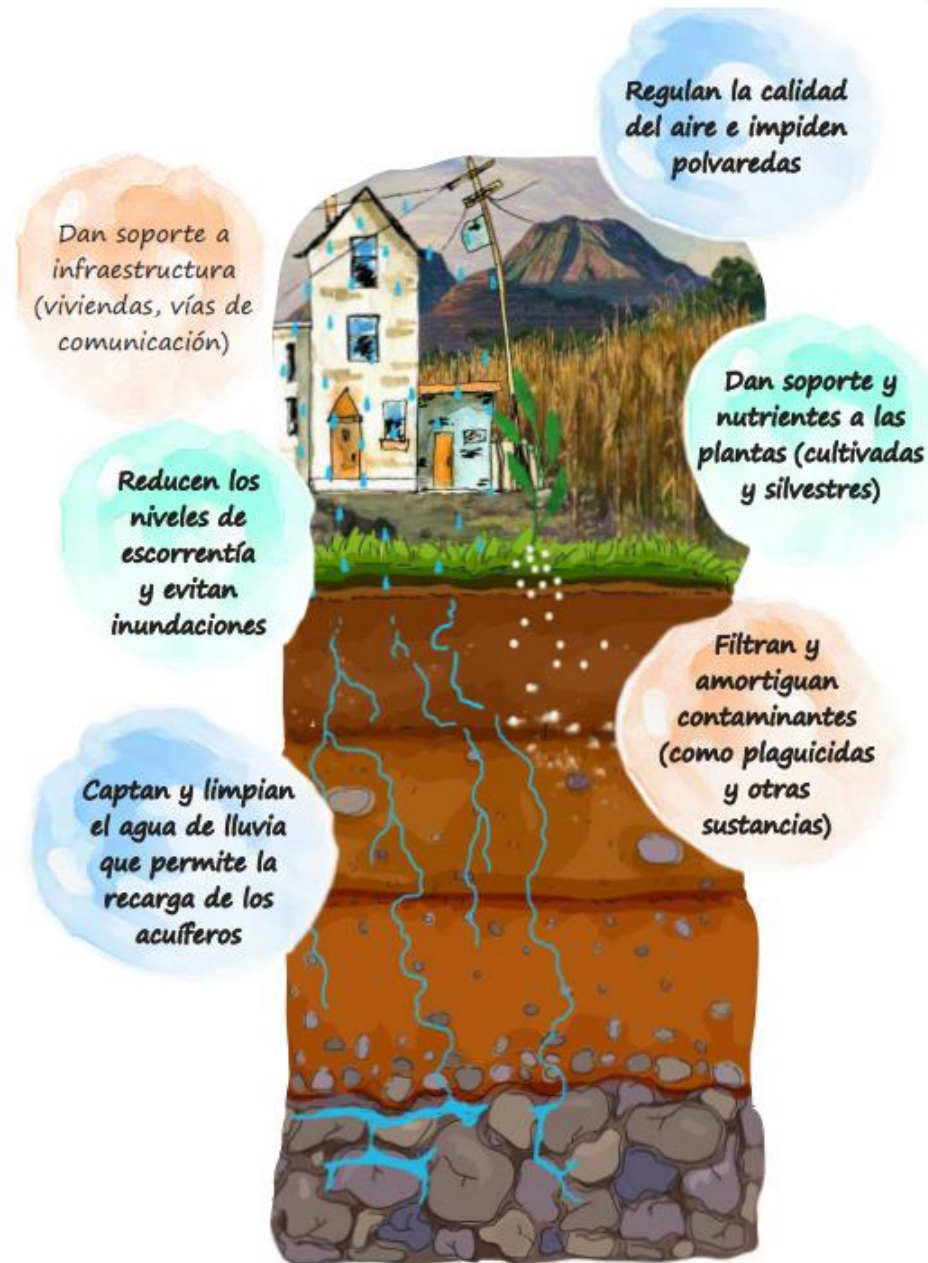 Regulan la calidad
del aire e impiden
polvaredas
Dan soporte a
infraestructura
(viviendas, vías de
comunicación)
Dan soporte y
nutrientes a las
plantas (cultivadas
y silvestres)
Reducen los
niveles de
escorrentía
y evitan
inundaciones
Filtran y
amortiguan
contaminantes
(como plaguicidas
y otras
sustancias)
Captan y limpian
el agua de lluvia
que permite la
recarga de los
acuíferos